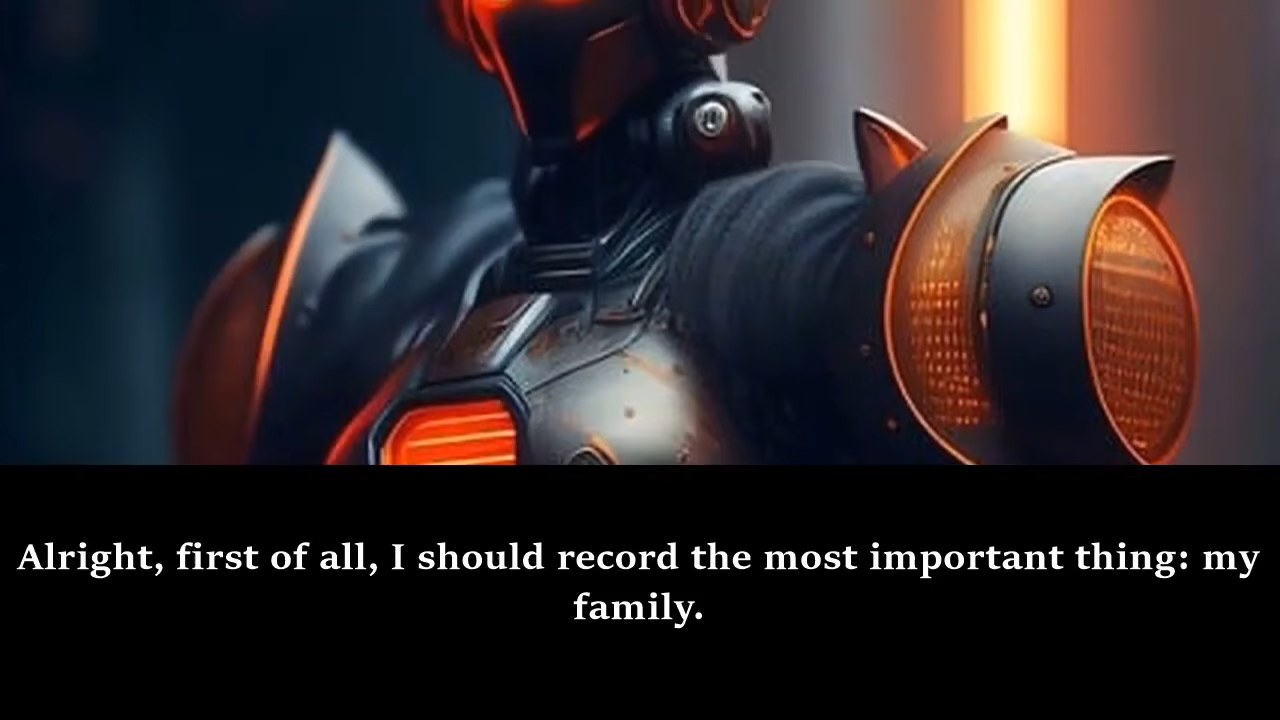 Alright, first of all, I should record the most important thing: my
family.